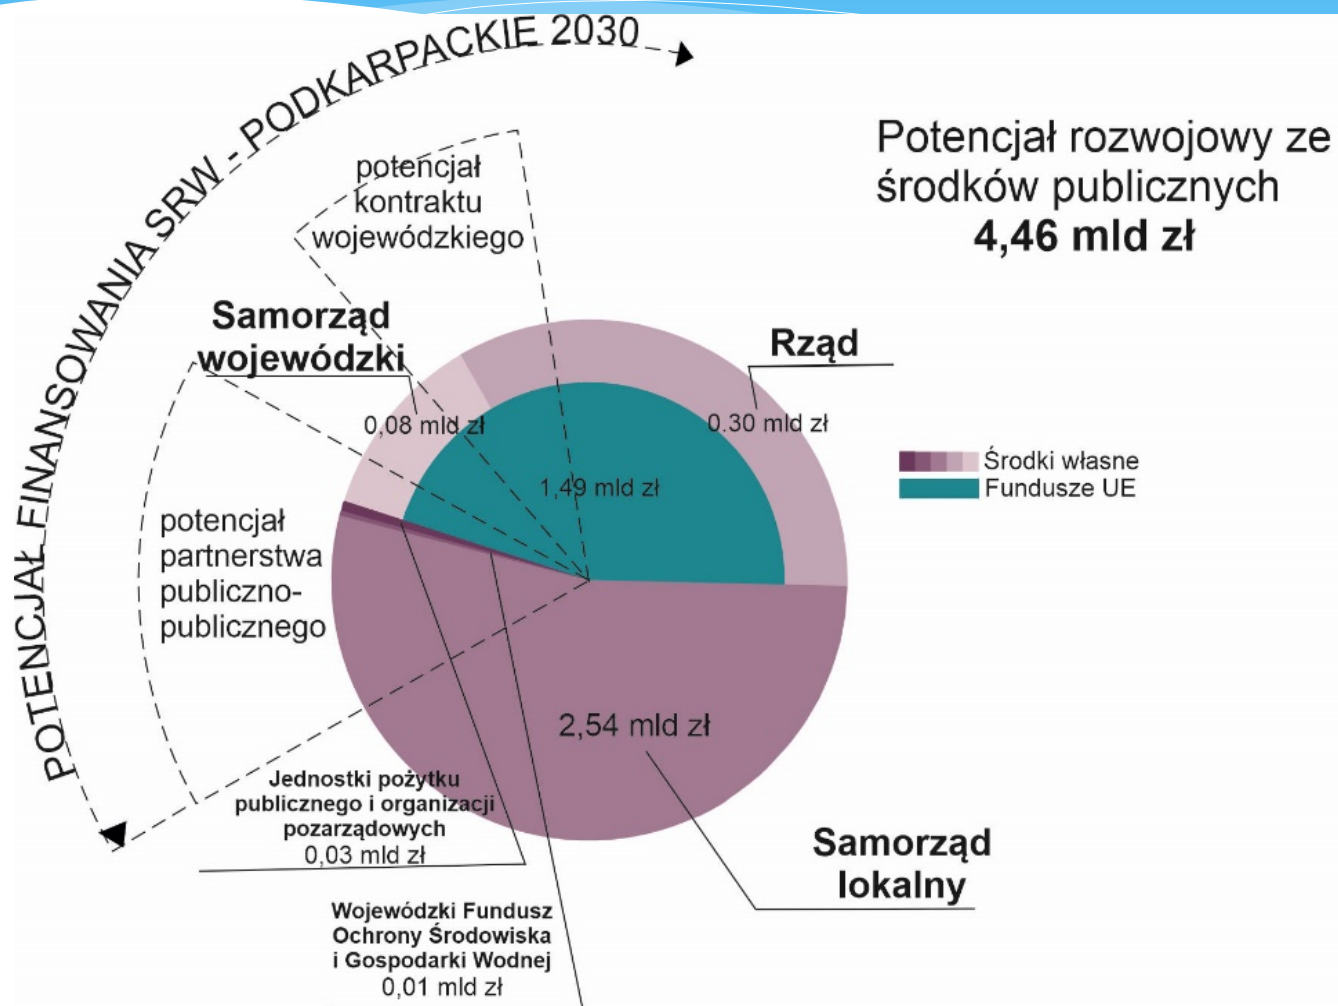 POTENCJAŁ FINANSOWANIA SRW - PODKARPACKIE 2030
potencjał
kontraktu
wojewódzkiego
Potencjał rozwojowy ze
środków publicznych
4,46 mld zł
Samorząd
wojewódzki
0,08 mld zł
Rząd
0.30 mld zł
1,49 mld zł
Środki własne
Fundusze UE
potencjał
partnerstwa
publiczno-
publicznego
2,54 mld zł
Jednostki pożytku
publicznego i organizacji
pozarządowych
0,03 mld zł
Samorząd
lokalny
Wojewódzki Fundusz
Ochrony Środowiska
i Gospodarki Wodnej
0,01 mld zł